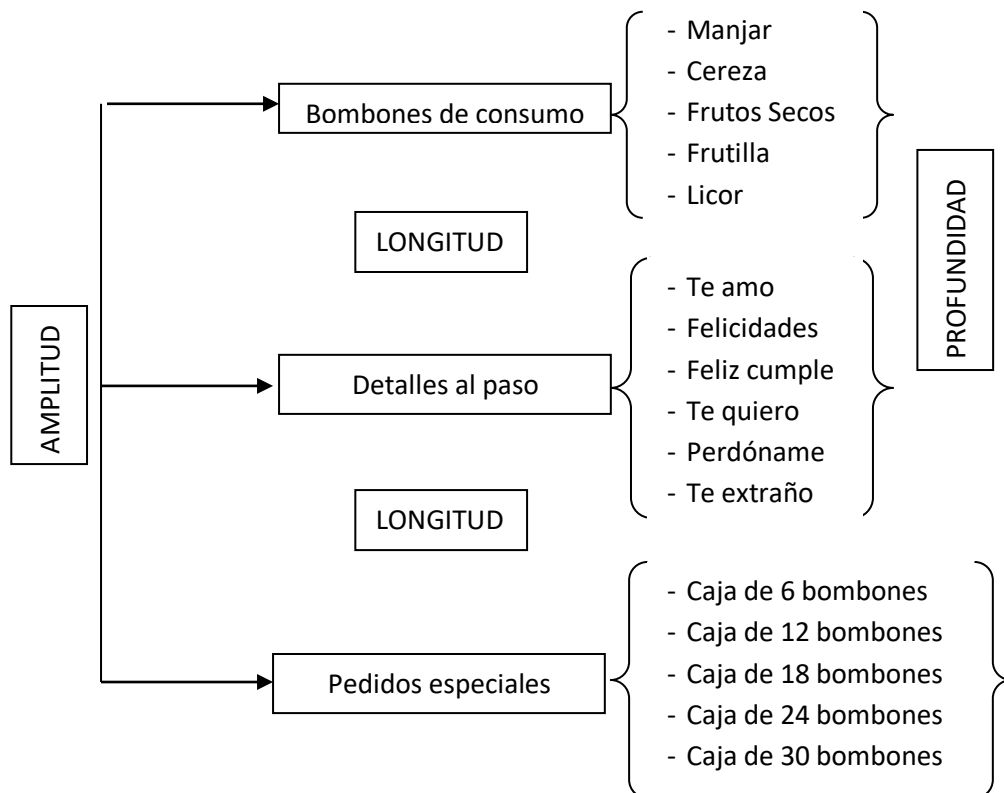 AMPLITUD
Bombones de consumo
- Manjar
- Cereza
- Frutos Secos
- Frutilla
- Licor
PROFUNDIDAD
LONGITUD
Detalles al paso
- Te amo
- Felicidades
- Feliz cumple
- Te quiero
- Perdóname
- Te extraño
LONGITUD
Pedidos especiales
- Caja de 6 bombones
- Caja de 12 bombones
- Caja de 18 bombones
- Caja de 24 bombones
- Caja de 30 bombones